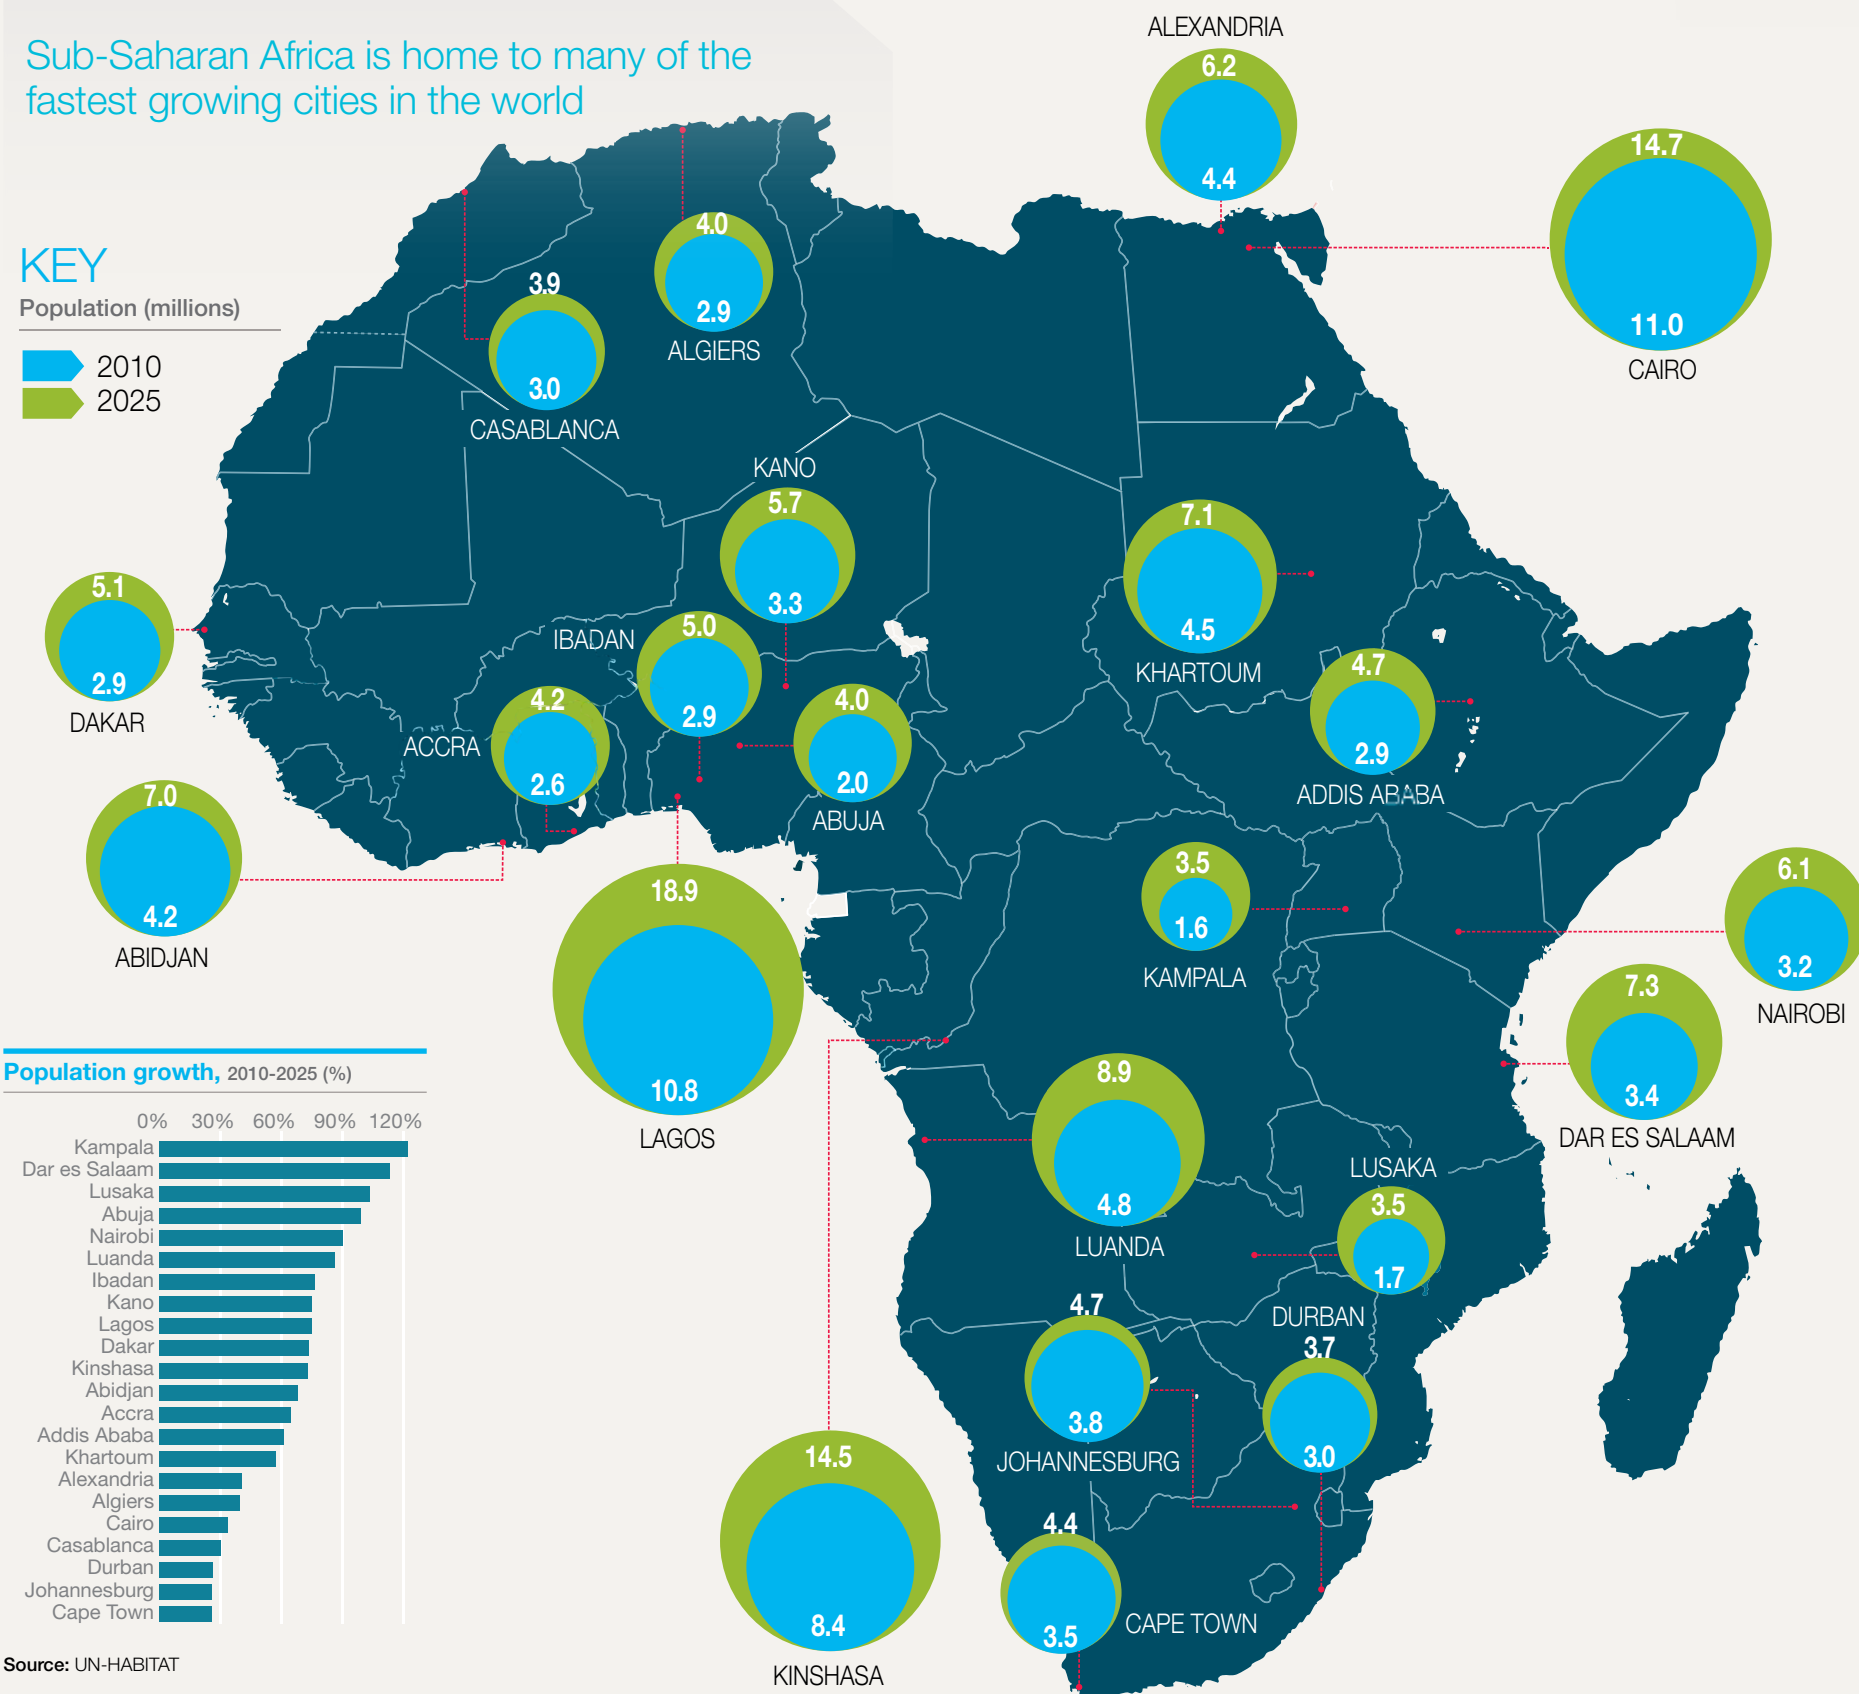 Sub-Saharan Africa is home to many of the
fastest growing cities in the world
KEY
Population (millions)
2010
2025
ALEXANDRIA
6.2
4.4
14.7
11.0
CAIRO
4.0
2.9
ALGIERS
3.9
3.0
CASABLANCA
KANO
5.7
3.3
7.1
4.5
KHARTOUM
5.1
2.9
DAKAR
IBADAN
5.0
2.9
4.7
2.9
ADDIS ABABA
ACCRA
4.2
2.6
4.0
2.0
ABUJA
7.0
4.2
ABIDJAN
18.9
10.8
LAGOS
3.5
1.6
KAMPALA
6.1
3.2
NAIROBI
7.3
3.4
DAR ES SALAAM
8.9
4.8
LUANDA
LUSAKA
3.5
1.7
4.7
3.8
JOHANNESBURG
DURBAN
3.7
3.0
14.5
8.4
KINSHASA
4.4
3.5
CAPE TOWN
Population growth, 2010-2025 (%)
0% 30% 60% 90% 120%
Kampala
Dar es Salaam
Lusaka
Abuja
Nairobi
Luanda
Ibadan
Kano
Lagos
Dakar
Kinshasa
Abidjan
Accra
Addis Ababa
Khartoum
Alexandria
Algiers
Cairo
Casablanca
Durban
Johannesburg
Cape Town
Source: UN-HABITAT